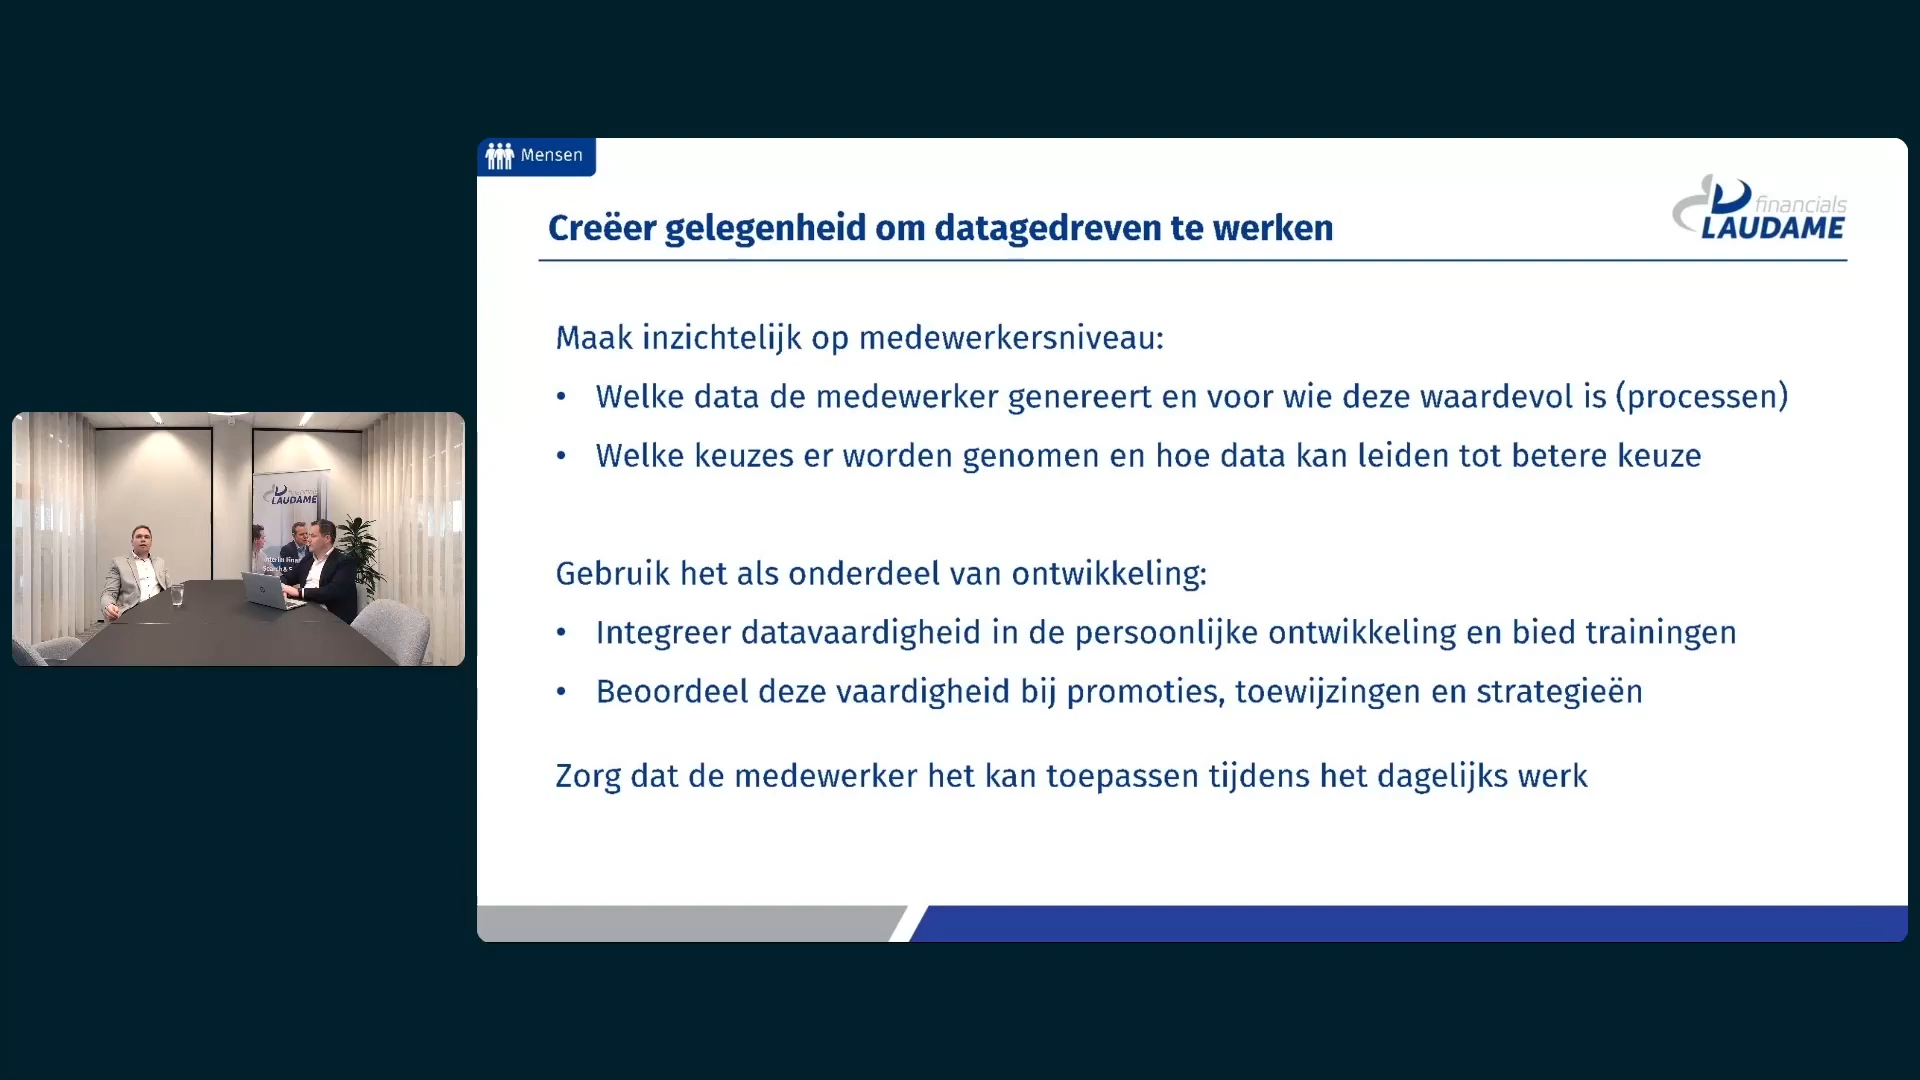 Mensen
financials
LAUDAME
Creëer gelegenheid om datagedreven te werken
Maak inzichtelijk op medewerkersniveau:
• Welke data de medewerker genereert en voor wie deze waardevol is (processen)
• Welke keuzes er worden genomen en hoe data kan leiden tot betere keuze
Gebruik het als onderdeel van ontwikkeling:
• Integreer datavaardigheid in de persoonlijke ontwikkeling en bied trainingen
• Beoordeel deze vaardigheid bij promoties, toewijzingen en strategieën
Zorg dat de medewerker het kan toepassen tijdens het dagelijks werk
LAUDAME